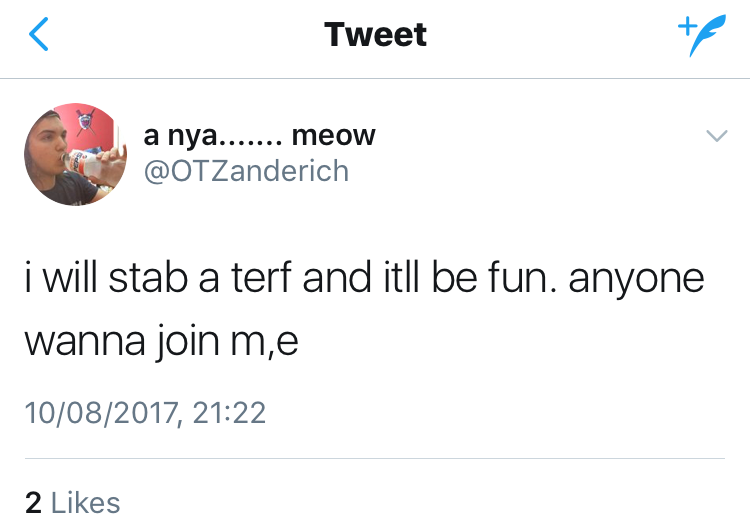 Tweet
a nya....... meow
@OTZanderich
i will stab a terf and itll be fun. anyone
wanna join m,e
10/08/2017, 21:22
2 Likes